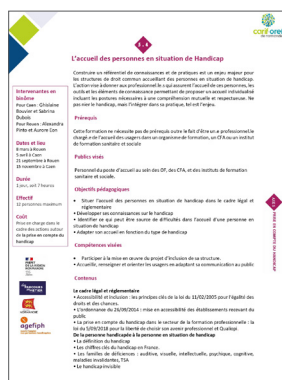 carif-oref
II - 4
L'accueil des personnes en situation de Handicap
Construire un référentiel de connaissances et de pratiques est un enjeu majeur pour
les structures de droit commun accueillant des personnes en situation de handicap.
L'action vise à donner aux professionnel.le.s qui assurent l'accueil de ces personnes, les
outils et les éléments de connaissance permettant de proposer un accueil individualisé
incluant les postures nécessaires à une compréhension mutuelle et respectueuse. Ne
pas nier le handicap, mais l'intégrer dans sa pratique, tel est l'enjeu.
Prérequis
Cette formation ne nécessite pas de prérequis outre le fait d'être un.e professionnel.le
chargé.e de l'accueil des usagers dans un organisme de formation, un CFA ou un institut
de formation sanitaire et sociale
Publics visés
Personnel du poste d'accueil au sein des OF, des CFA, et des instituts de formation
sanitaire et sociale.
Objectifs pédagogiques
• Situer l'accueil des personnes en situation de handicap dans le cadre légal et
réglementaire
• Développer ses connaissances sur le handicap
• Identifier ce qui peut être source de difficultés dans l'accueil d'une personne en
situation de handicap
• Adapter son accueil en fonction du type de handicap
Compétences visées
• Participer à la mise en œuvre du projet d'inclusion de sa structure.
• Accueillir, renseigner et orienter les usagers en adaptant sa communication au public
Contenus
Le cadre légal et réglementaire
• Accessibilité et inclusion : les principes clés de la loi du 11/02/2005 pour l'égalité des
droits et des chances.
• L'ordonnance du 26/09/2014 : mise en accessibilité des établissements recevant du
public.
• La prise en compte du handicap dans le secteur de la formation professionnelle : la
loi du 5/09/2018 pour la liberté de choisir son avenir professionnel et Qualiopi.
De la personne handicapée à la personne en situation de handicap
• La définition du handicap
• Les chiffres clés du handicap en France.
• Les familles de déficiences : auditive, visuelle, intellectuelle, psychique, cognitive,
maladies invalidantes, TSA
• Le handicap invisible
Intervenantes en
binôme
Pour Caen : Ghislaine
Bouvier et Sabrina
Dubois
Pour Rouen : Alexandra
Pinto et Aurore Con
Dates et lieu
8 mars à Rouen
5 avril à Caen
21 septembre à Rouen
16 novembre à Caen
Durée
1 jour, soit 7 heures
Effectif
12 personnes maximum
Coût
Prise en charge dans le
cadre des actions autour
de la prise en compte du
handicap
agefiph